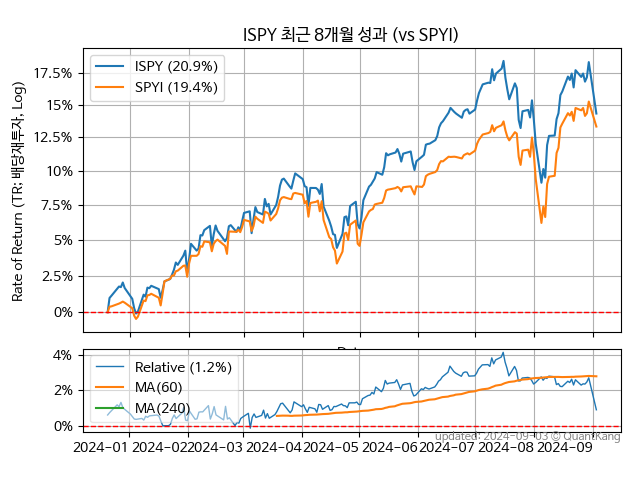 ISPY 최근 8개월 성과 (vs SPYI)
Rate of Return (TR: 배당재투자, Log)
17.5%
15%
12.5%
10%
7.5%
5%
2.5%
0%
ISPY (20.9%)
SPYI (19.4%)
4%
2%
0%
Relative (1.2%)
MA(60)
MA(240)
2024-01 2024-02 2024-03 2024-04 2024-05 2024-06 2024-07 2024-08 2024-09
updated: 2024-09-03 © QuantKang